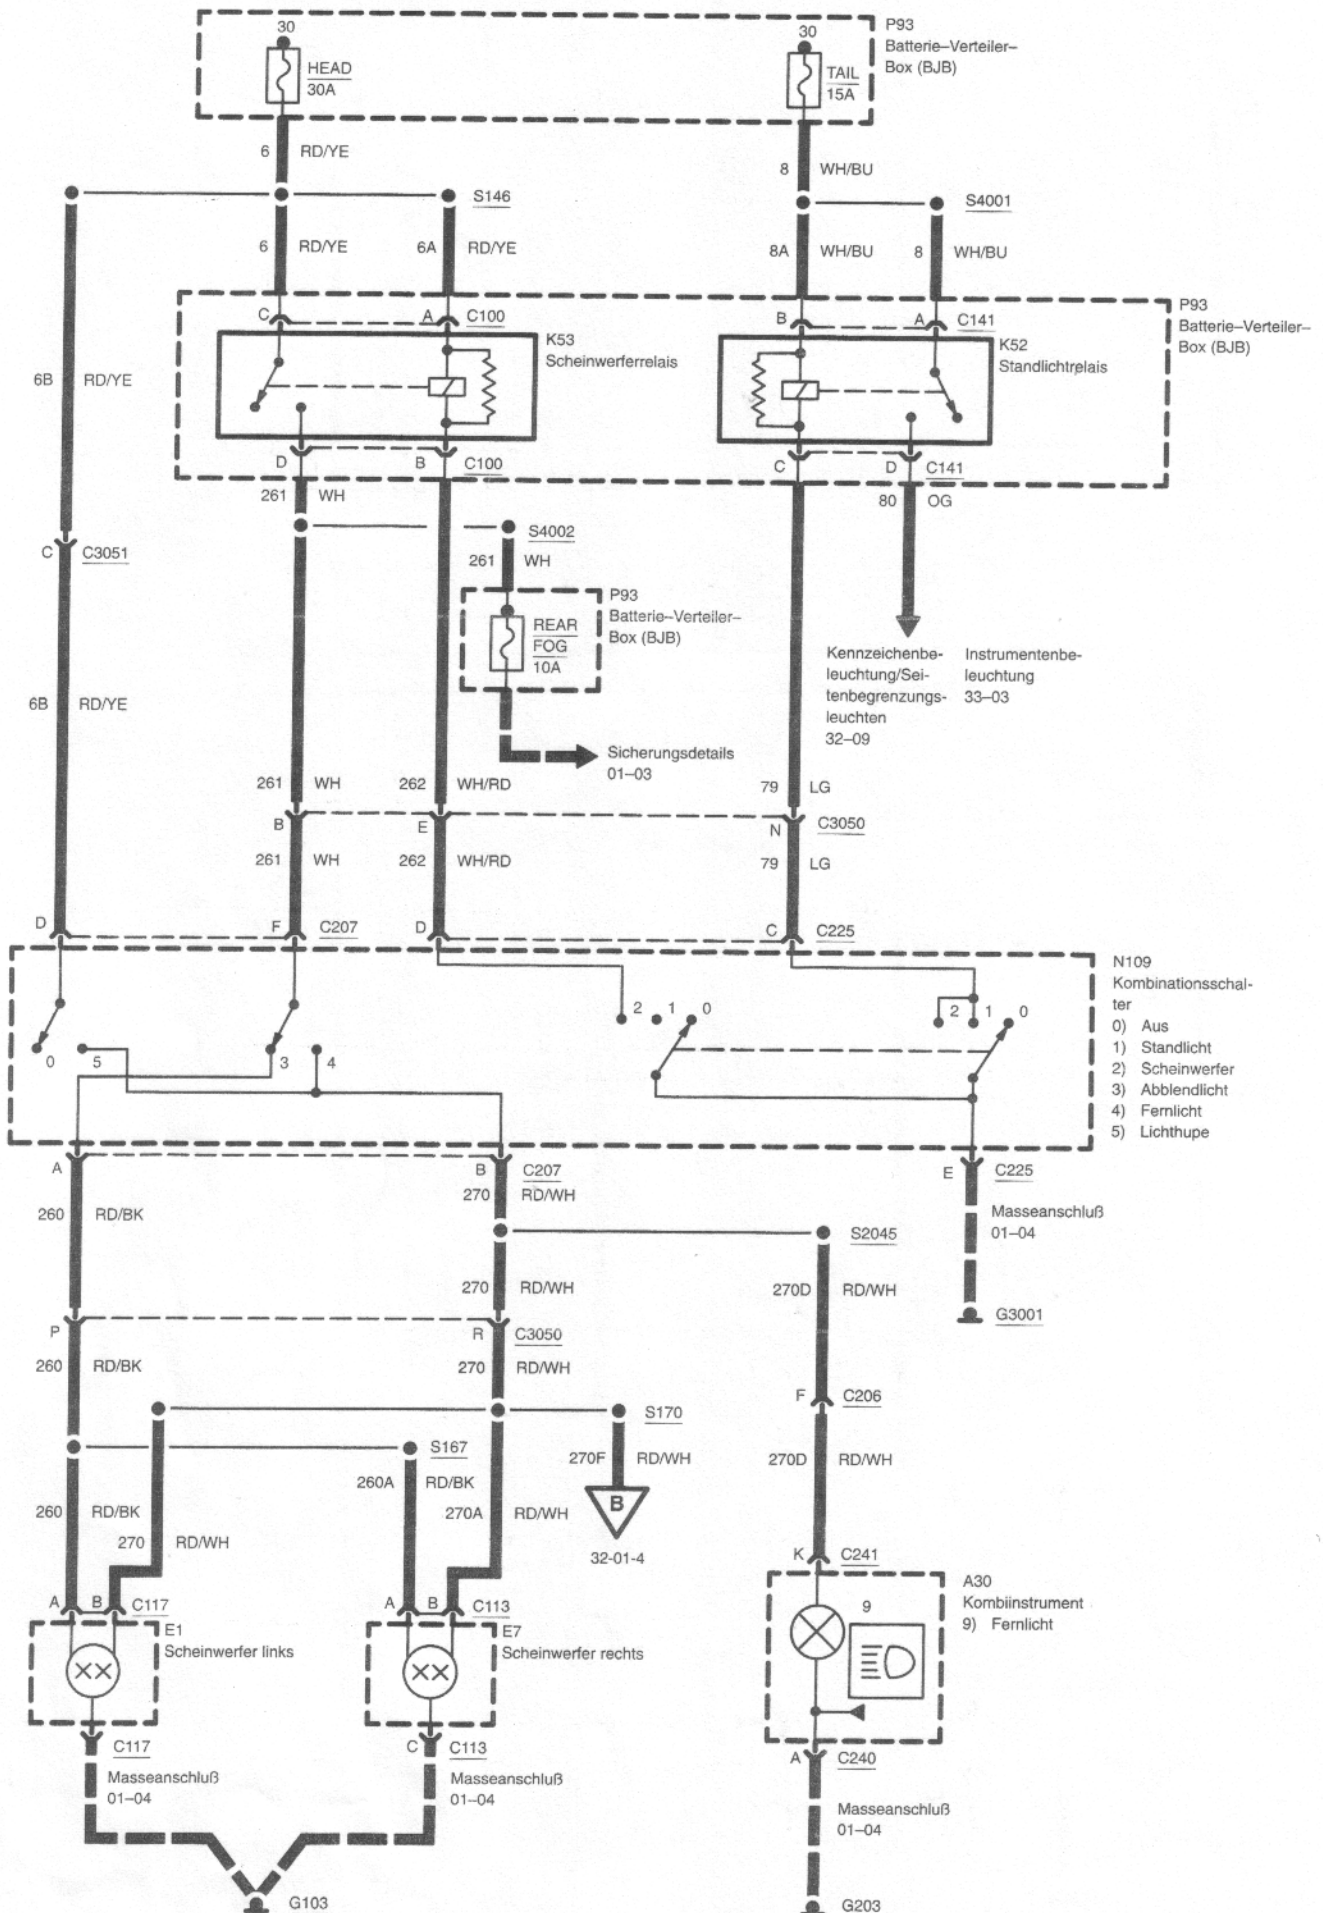 30
HEAD
30A
30
TAIL
15A
P93
Batterie–Verteiler–
Box (BJB)
6 RD/YE
8 WH/BU
S146
S4001
6 RD/YE
6A RD/YE
8A WH/BU
8 WH/BU
C
A
C100
B
A
C141
P93
Batterie–Verteiler–
Box (BJB)
K53
Scheinwerferrelais
K52
Standlichtrelais
6B RD/YE
D
B
C100
C
D
C141
261 WH
80 OG
S4002
261 WH
C
C3051
P93
Batterie–Verteiler–
Box (BJB)
REAR
FOG
10A
Kennzeichenbe-
leuchtung/Sei-
tenbegrenzungs-
leuchten
32–09
Instrumentenbe-
leuchtung
33–03
6B RD/YE
Sicherungsdetails
01–03
261 WH
262 WH/RD
79 LG
B
E
N
C3050
261 WH
262 WH/RD
79 LG
D
F
C207
D
C
C225
N109
Kombinationsschal-
ter
0) Aus
1) Standlicht
2) Scheinwerfer
3) Abblendlicht
4) Fernlicht
5) Lichthupe
2 1 0
2 1 0
0 5 3 4
A
B
C207
E
C225
260 RD/BK
270 RD/WH
Masseanschluß
01–04
S2045
270 RD/WH
270D RD/WH
G3001
P
R
C3050
260 RD/BK
270 RD/WH
F
C206
S170
S167
270F RD/WH
270D RD/WH
260A RD/BK
260 RD/BK
270A RD/WH
B
270 RD/WH
32-01-4
K
C241
A
B
C117
A
B
C113
A30
Kombiinstrument
9) Fernlicht
9
E1
Scheinwerfer links
E7
Scheinwerfer rechts
C117
C
C113
A
C240
Masseanschluß
01–04
Masseanschluß
01–04
Masseanschluß
01–04
G103
G203